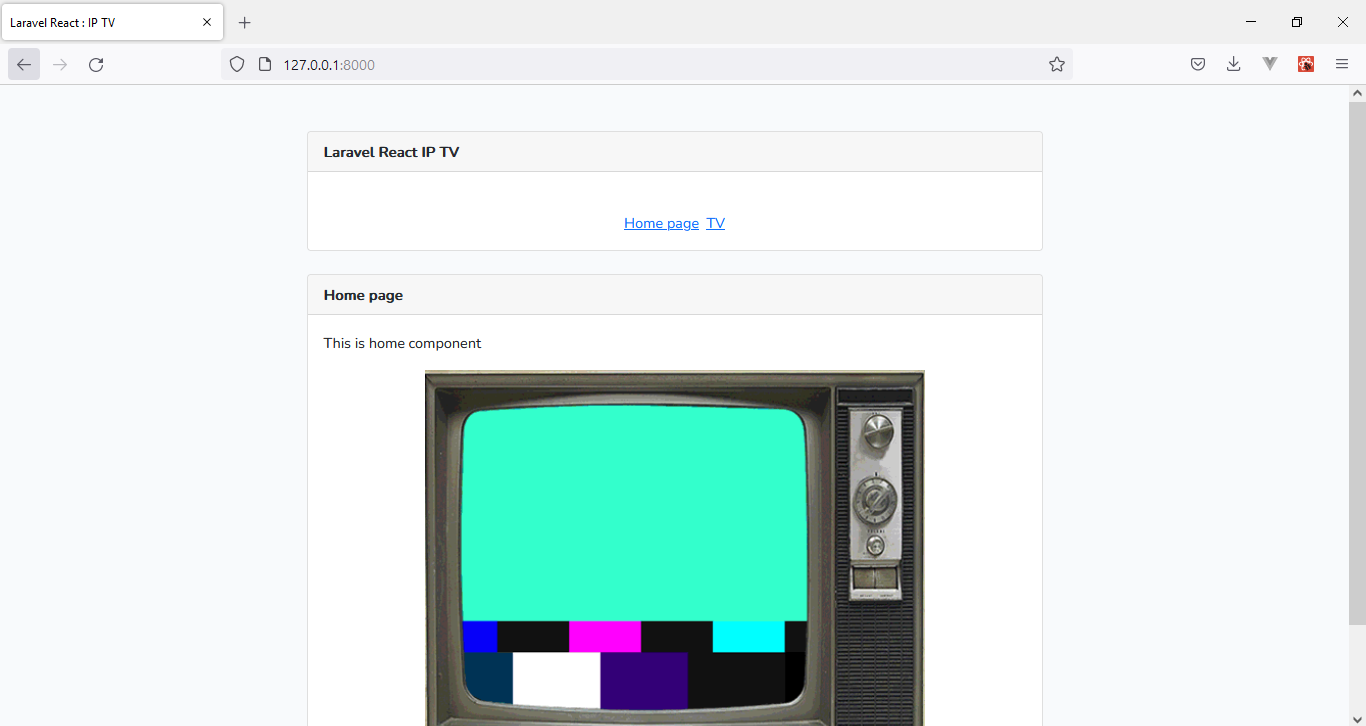 Laravel React : IP TV
127.0.0.1:8000
Laravel React IP TV
Home page TV
Home page
This is home component